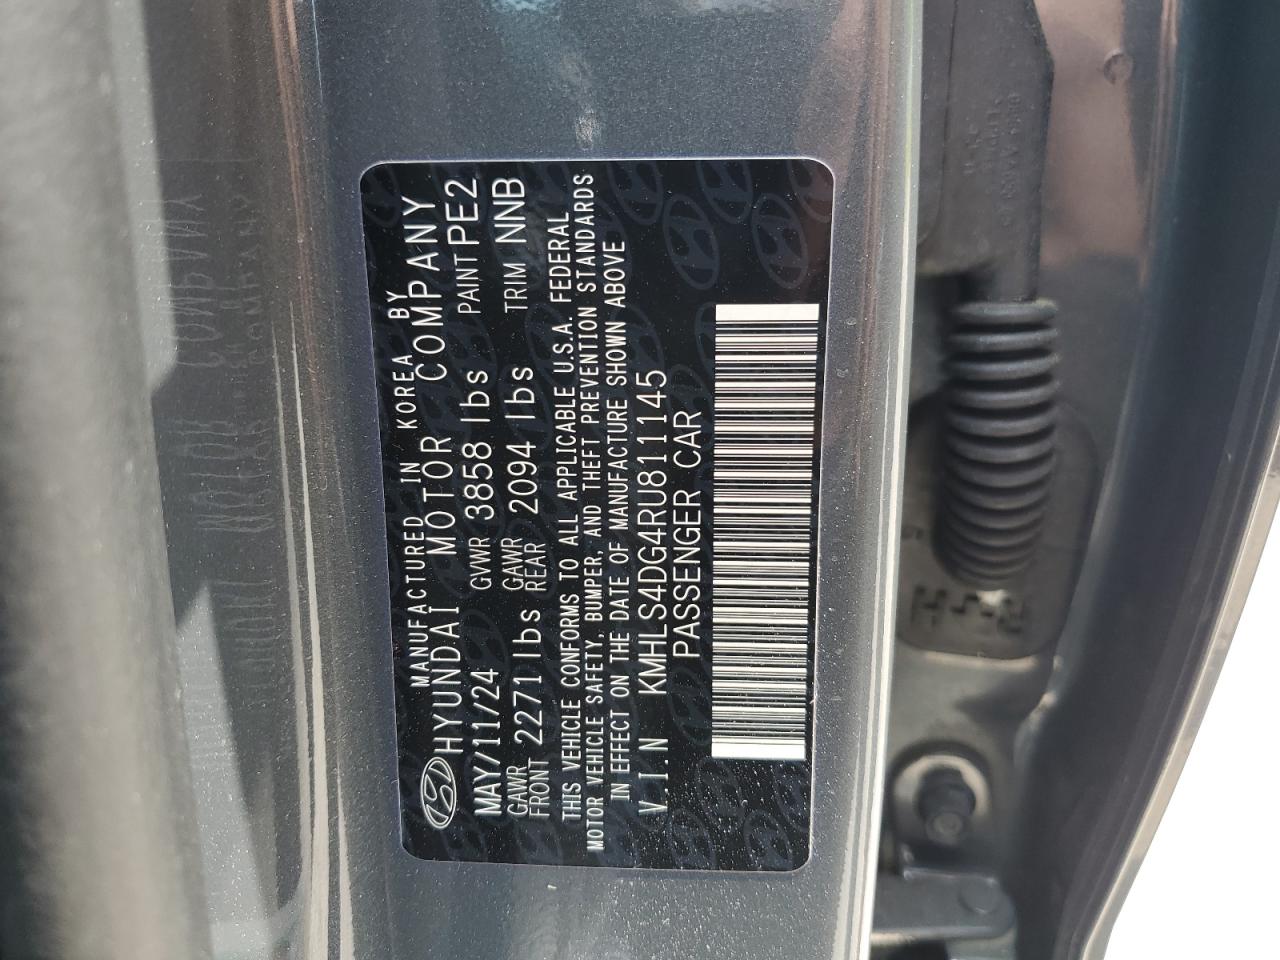 MANUFACTURED IN KOREA BY
HYUNDAI MOTOR COMPANY
MAY/11/24 GVWR 3858 lbs PAINT PE2
GAWR FRONT 2271 lbs GAWR REAR 2094 lbs TRIM NNB
THIS VEHICLE CONFORMS TO ALL APPLICABLE U.S.A. FEDERAL
MOTOR VEHICLE SAFETY, BUMPER, AND THEFT PREVENTION STANDARDS
IN EFFECT ON THE DATE OF MANUFACTURE SHOWN ABOVE
V.I.N KMHLS4DG4RU811145
PASSENGER CAR